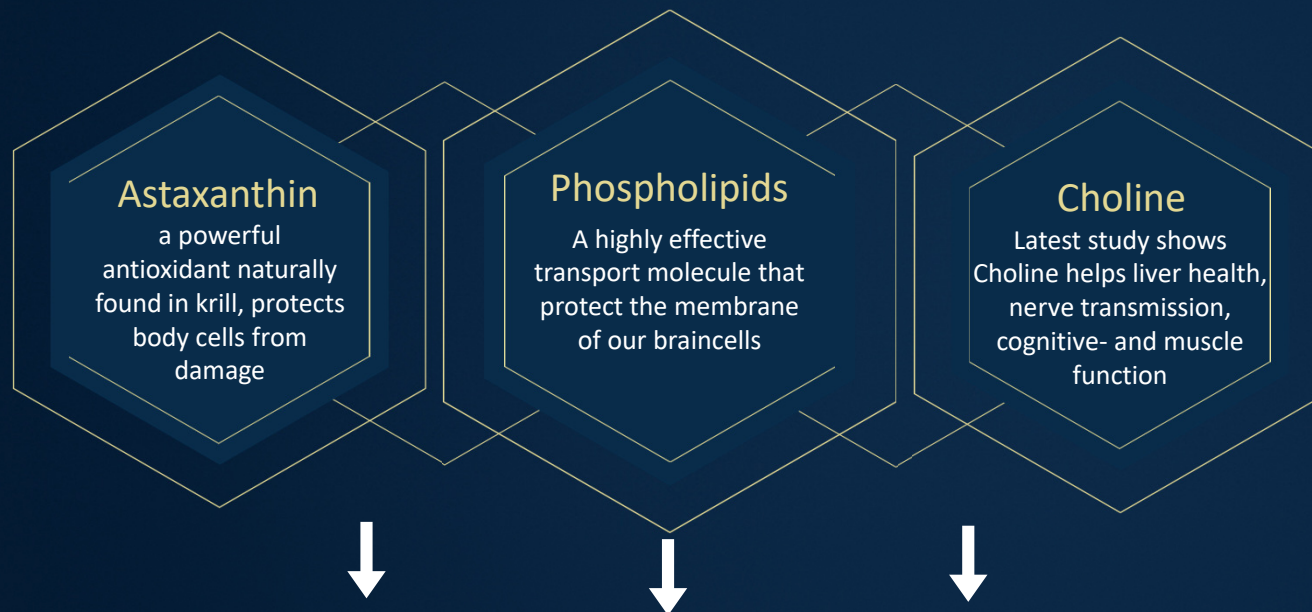 Astaxanthin
a powerful
antioxidant naturally
found in krill, protects
body cells from
damage
Phospholipids
A highly effective
transport molecule that
protect the membrane
of our braincells
Choline
Latest study shows
Choline helps liver health,
nerve transmission,
cognitive- and muscle
function